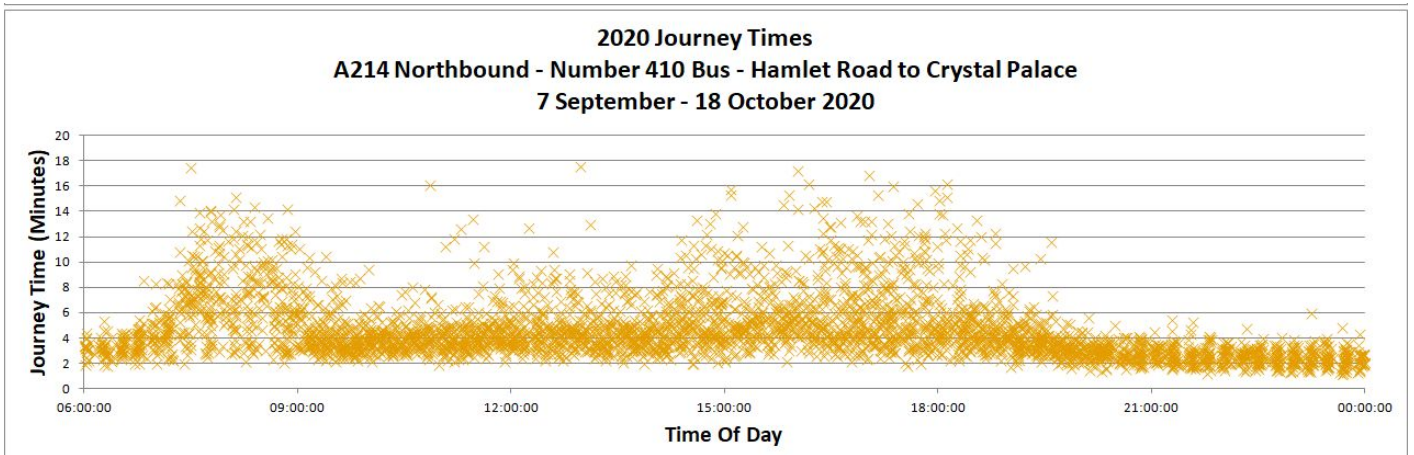 2020 Journey Times
A214 Northbound - Number 410 Bus - Hamlet Road to Crystal Palace
7 September - 18 October 2020
Journey Time (Minutes)
20
18
16
14
12
10
8
6
4
2
0
06:00:00 09:00:00 12:00:00 15:00:00 18:00:00 21:00:00 00:00:00
Time Of Day